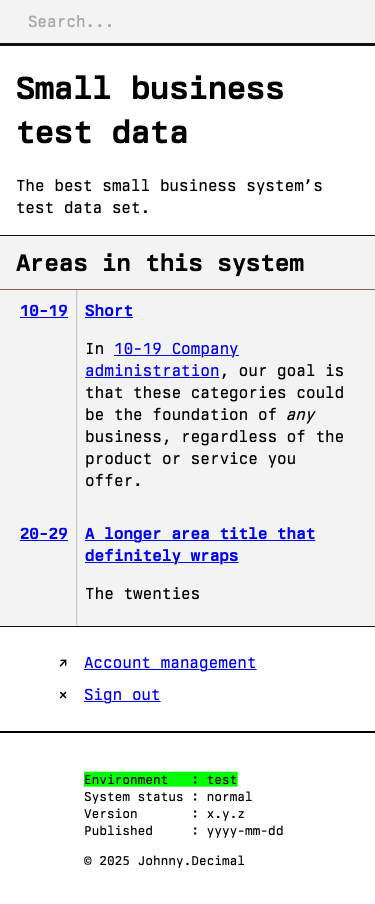 Search...
Small business
test data
The best small business system’s
test data set.
Areas in this system
10-19 Short
In 10-19 Company
administration, our goal is
that these categories could
be the foundation of any
business, regardless of the
product or service you
offer.
20-29 A longer area title that
definitely wraps
The twenties
↗ Account management
× Sign out
Environment   : test
System status : normal
Version       : x.y.z
Published     : yyyy-mm-dd
© 2025 Johnny.Decimal